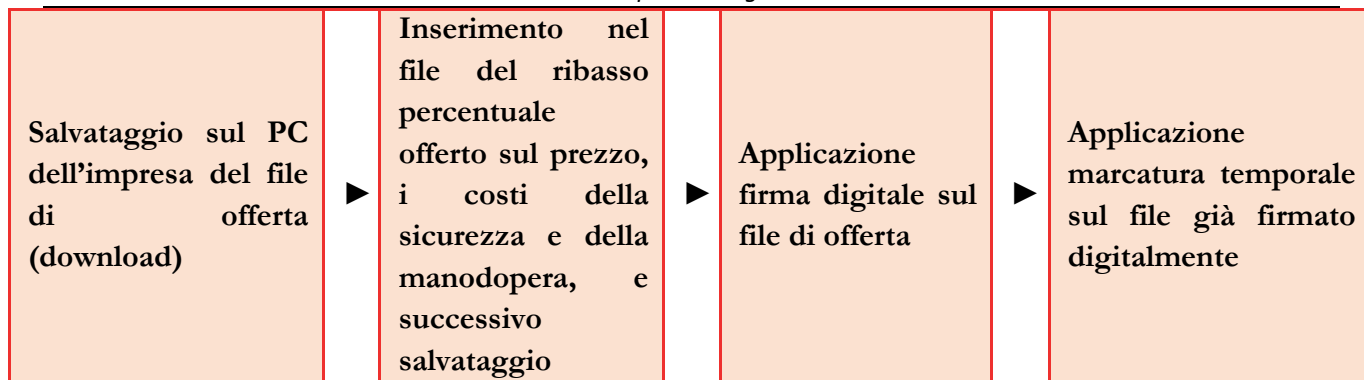 Salvataggio sul PC
dell’impresa del file
di offerta
(download)
►
Inserimento nel
file del ribasso
percentuale
offerto sul prezzo,
i costi della
sicurezza e della
manodopera, e
successivo
salvataggio
►
Applicazione
firma digitale sul
file di offerta
►
Applicazione
marcatura temporale
sul file già firmato
digitalmente